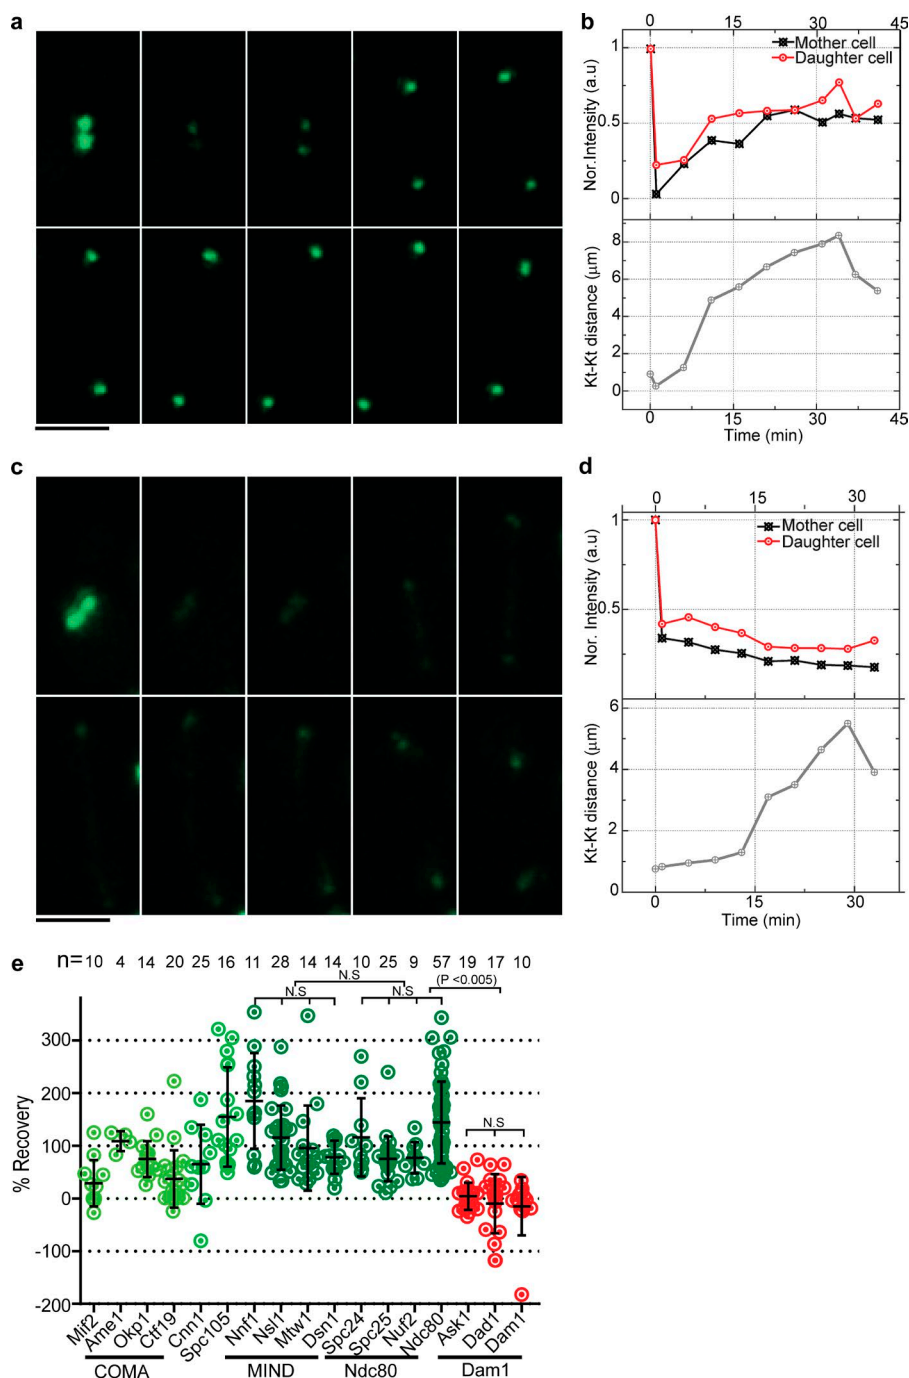 a
b
0 15 30 45
Mother cell
Daughter cell
Nor.Intensity (a.u)
1
0.5
0
Kt-Kt distance (μm)
8
6
4
2
0
0 15 30 45
Time (min)
c
d
0 15 30
Mother cell
Daughter cell
Nor. Intensity (a.u)
1
0.5
Kt-Kt distance (μm)
6
4
2
0
0 15 30
Time (min)
e
n= 10 4 14 20 25 16 11 28 14 14 10 25 9 57 19 17 10
N.S (P <0.005)
N.S N.S
N.S
% Recovery
300
200
100
0
-100
-200
Mif2 Ame1 Okp1 Ctf19 Cnn1 Spc105 Nnf1 Nsl1 Mtw1 Dsn1 Spc24 Spc25 Nuf2 Ndc80 Ask1 Dad1 Dam1
COMA MIND Ndc80 Dam1